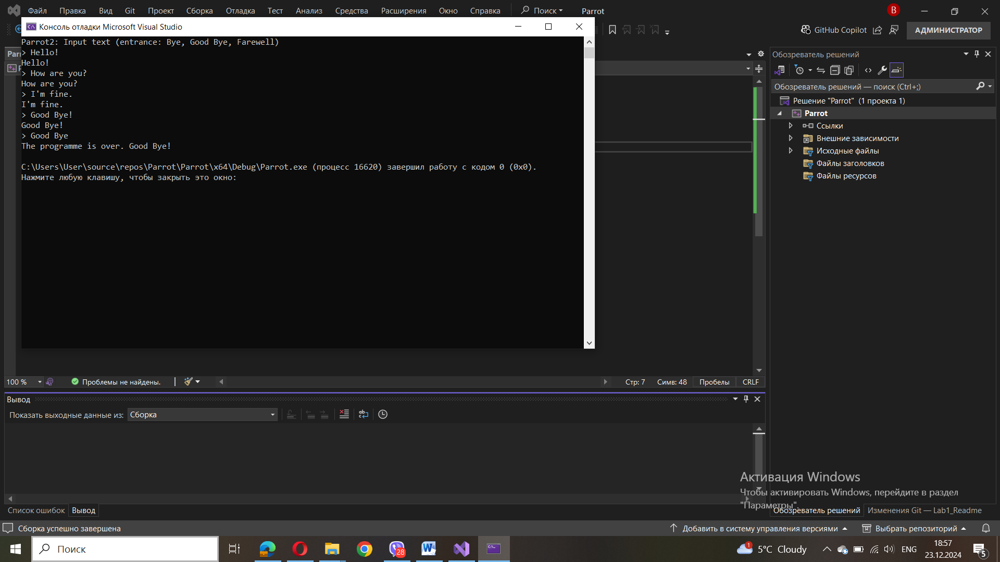 Файл Правка Вид Git Проект Сборка Отладка Тест Анализ Средства Расширения Окно Справка Поиск Parrot B
Консоль отладки Microsoft Visual Studio
GitHub Copilot АДМИНИСТРАТОР
Parrot2: Input text (entrance: Bye, Good Bye, Farewell)
> Hello!
Hello!
> How are you?
How are you?
> I'm fine.
I'm fine.
> Good Bye!
Good Bye!
> Good Bye
The programme is over. Good Bye!
C:\Users\User\source\repos\Parrot\Parrot\x64\Debug\Parrot.exe (процесс 16620) завершил работу с кодом 0 (0x0).
Нажмите любую клавишу, чтобы закрыть это окно:
Обозреватель решений
Обозреватель решений — поиск (Ctrl+;)
Решение "Parrot" (1 проекта 1)
Parrot
Ссылки
Внешние зависимости
Исходные файлы
Файлы заголовков
Файлы ресурсов
100 % Проблемы не найдены. Стр: 7 Симв: 48 Пробелы CRLF
Вывод
Показать выходные данные из: Сборка
Активация Windows
Чтобы активировать Windows, перейдите в раздел
"Параметры".
Список ошибок Вывод
Обозреватель решений Изменения Git — Lab1_Readme
Сборка успешно завершена Добавить в систему управления версиями Выбрать репозиторий
Поиск 28 1 5°C Cloudy ENG 18:57
23.12.2024 5